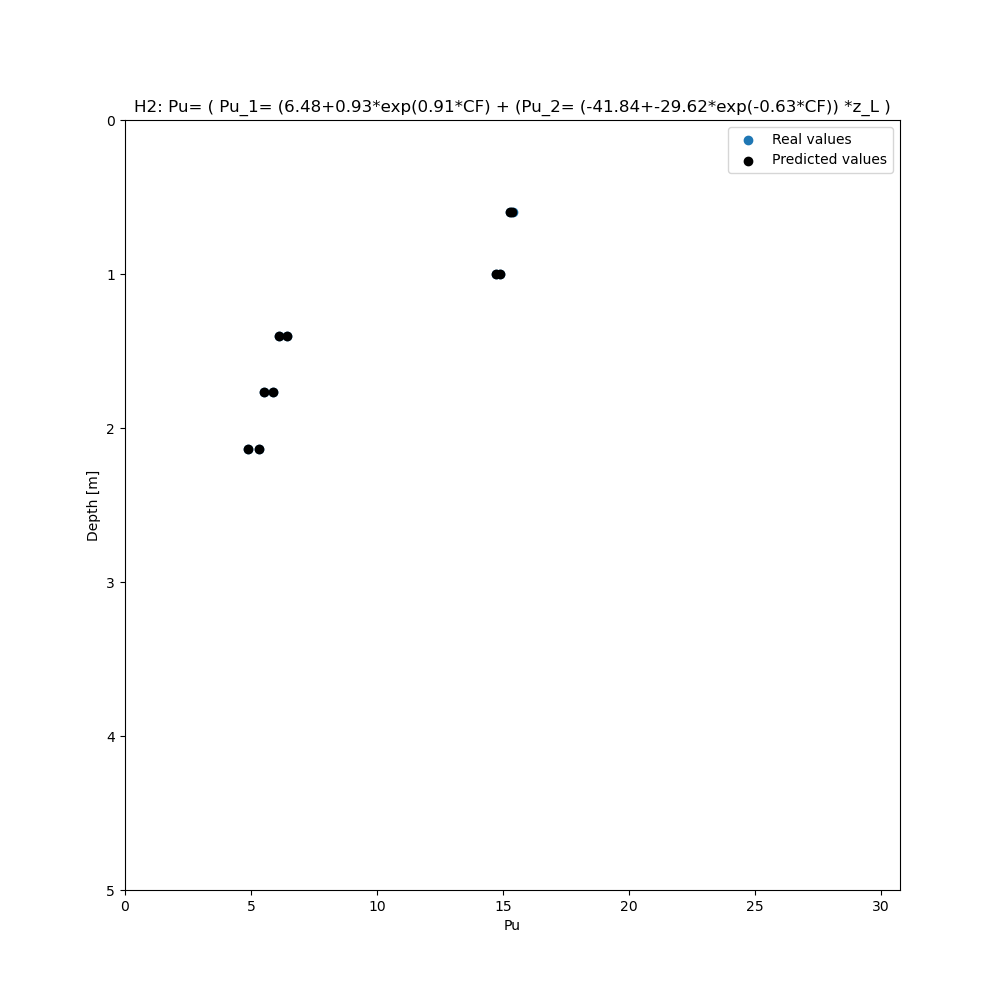 H2: Pu= ( Pu_1= (6.48+0.93*exp(0.91*CF) + (Pu_2= (-41.84+-29.62*exp(-0.63*CF)) *z_L )
Real values
Predicted values
0
1
2
3
4
5
Depth [m]
0 5 10 15 20 25 30
Pu